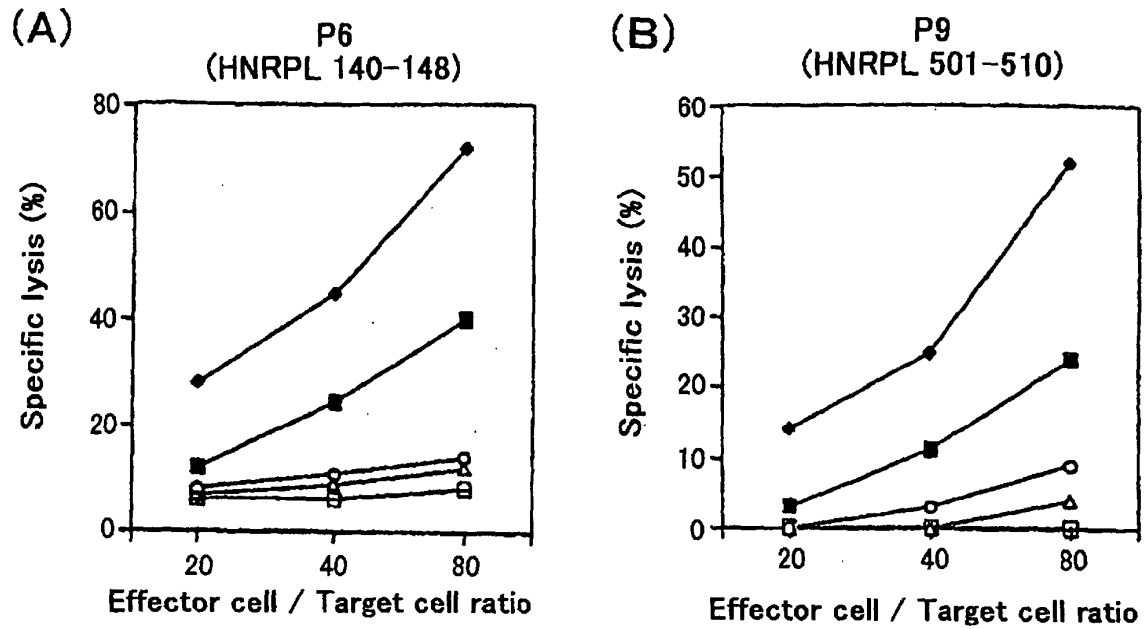 (A)
P6
(HNRPL 140-148)
80
60
40
20
0
Specific lysis (%)
20 40 80
Effector cell / Target cell ratio
(B)
P9
(HNRPL 501-510)
60
50
40
30
20
10
0
Specific lysis (%)
20 40 80
Effector cell / Target cell ratio